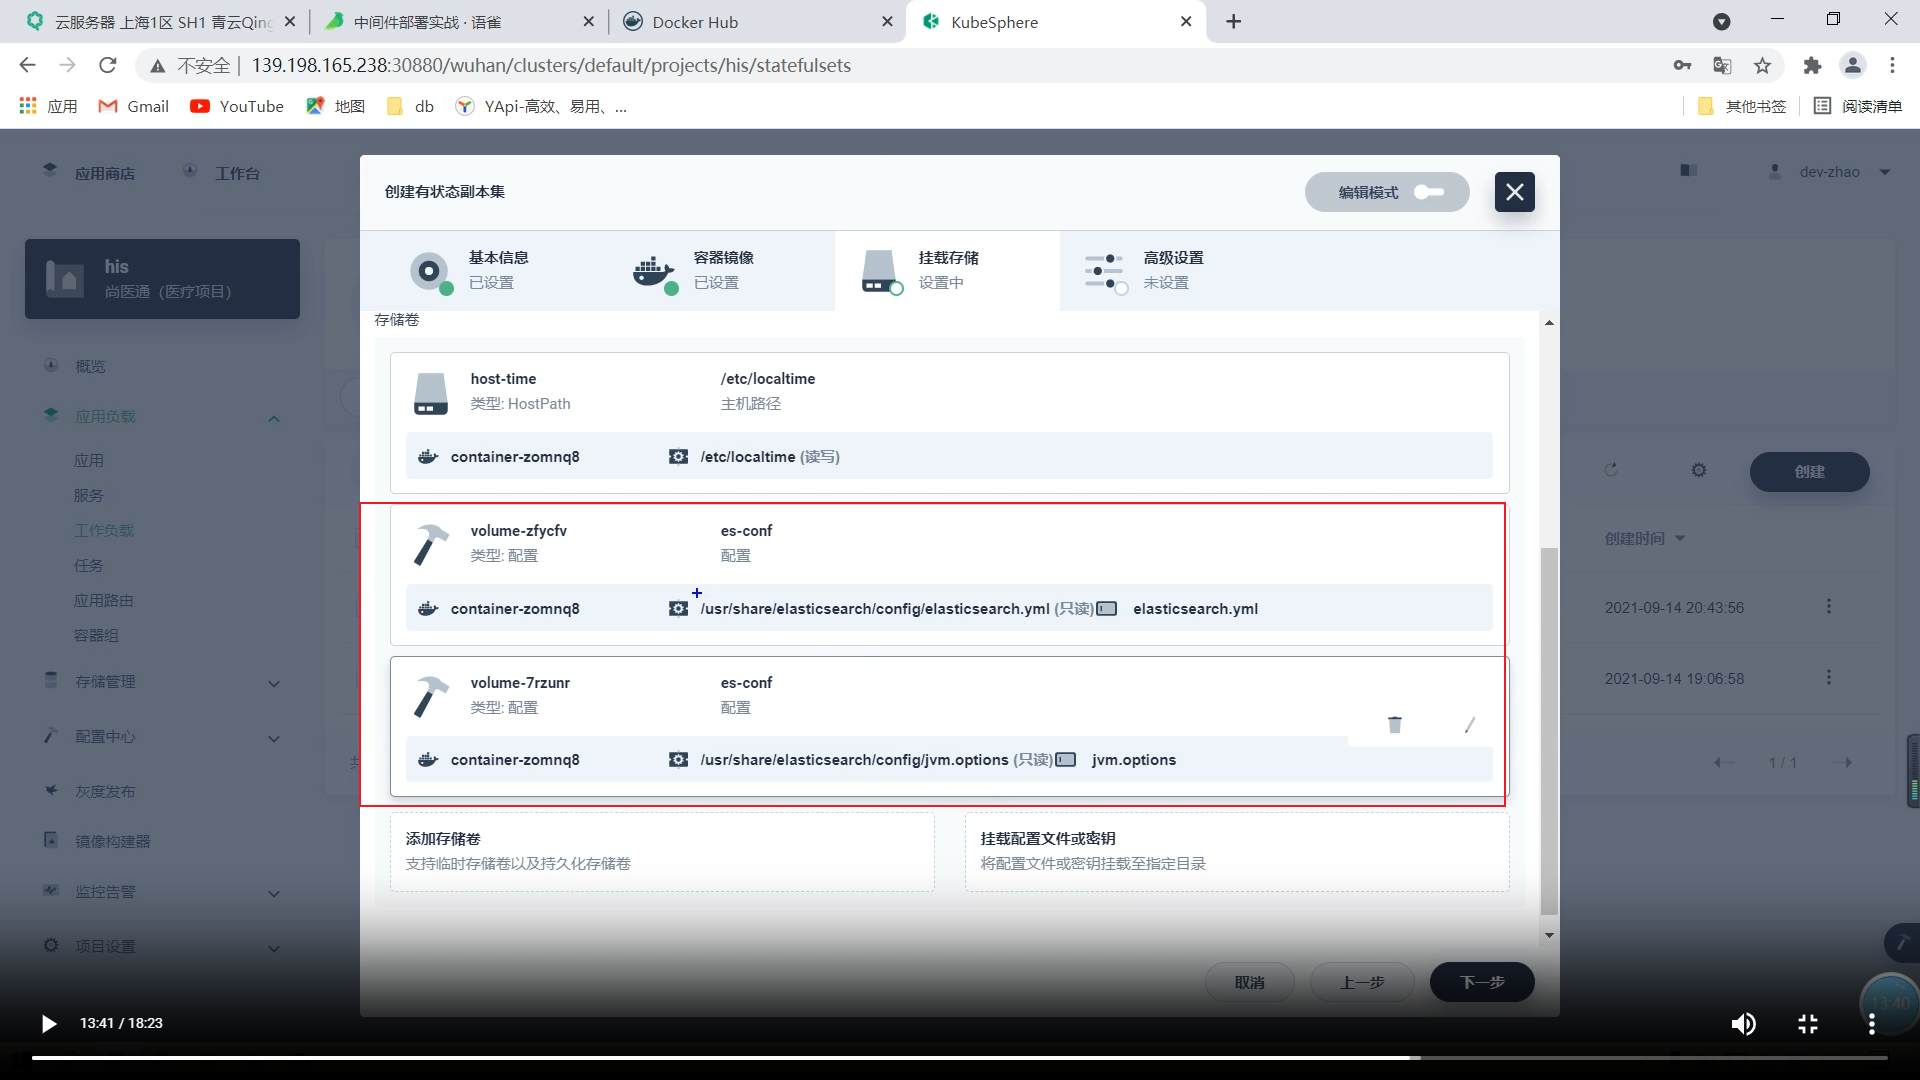 云服务器 上海1区 SH1 青云Qing
中间件部署实战 · 语雀
Docker Hub
KubeSphere
不安全
139.198.165.238:30880/wuhan/clusters/default/projects/his/statefulsets
应用
Gmail
YouTube
地图
db
YApi-高效、易用、...
其他书签
阅读清单
应用商店
工作台
dev-zhao
his
尚医通（医疗项目）
概览
应用负载
应用
服务
工作负载
任务
应用路由
容器组
存储管理
配置中心
灰度发布
镜像构建器
监控告警
项目设置
创建有状态副本集
编辑模式
基本信息
已设置
容器镜像
已设置
挂载存储
设置中
高级设置
未设置
存储卷
host-time
/etc/localtime
类型: HostPath
主机路径
container-zomnq8
/etc/localtime (读写)
volume-zfycfv
es-conf
类型: 配置
配置
container-zomnq8
/usr/share/elasticsearch/config/elasticsearch.yml (只读)
elasticsearch.yml
volume-7rzunr
es-conf
类型: 配置
配置
container-zomnq8
/usr/share/elasticsearch/config/jvm.options (只读)
jvm.options
添加存储卷
支持临时存储卷以及持久化存储卷
挂载配置文件或密钥
将配置文件或密钥挂载至指定目录
取消
上一步
下一步
创建
创建时间
2021-09-14 20:43:56
2021-09-14 19:06:58
1 / 1
13:40
13:41 / 18:23